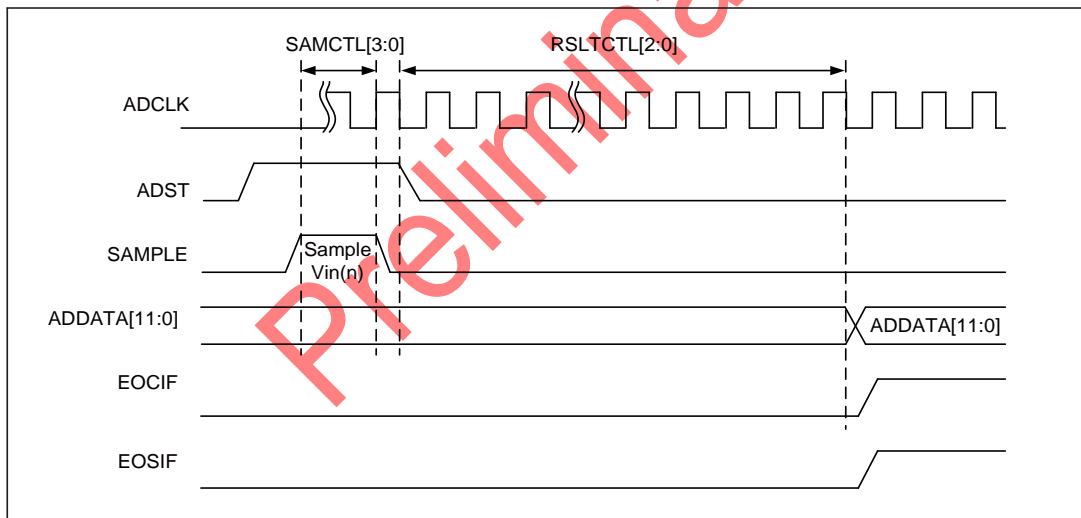 SAMCTL[3:0]
RSLTCTL[2:0]
ADCLK
ADST
SAMPLE
Sample
Vin(n)
ADDATA[11:0]
ADDATA[11:0]
EOCIF
EOSIF